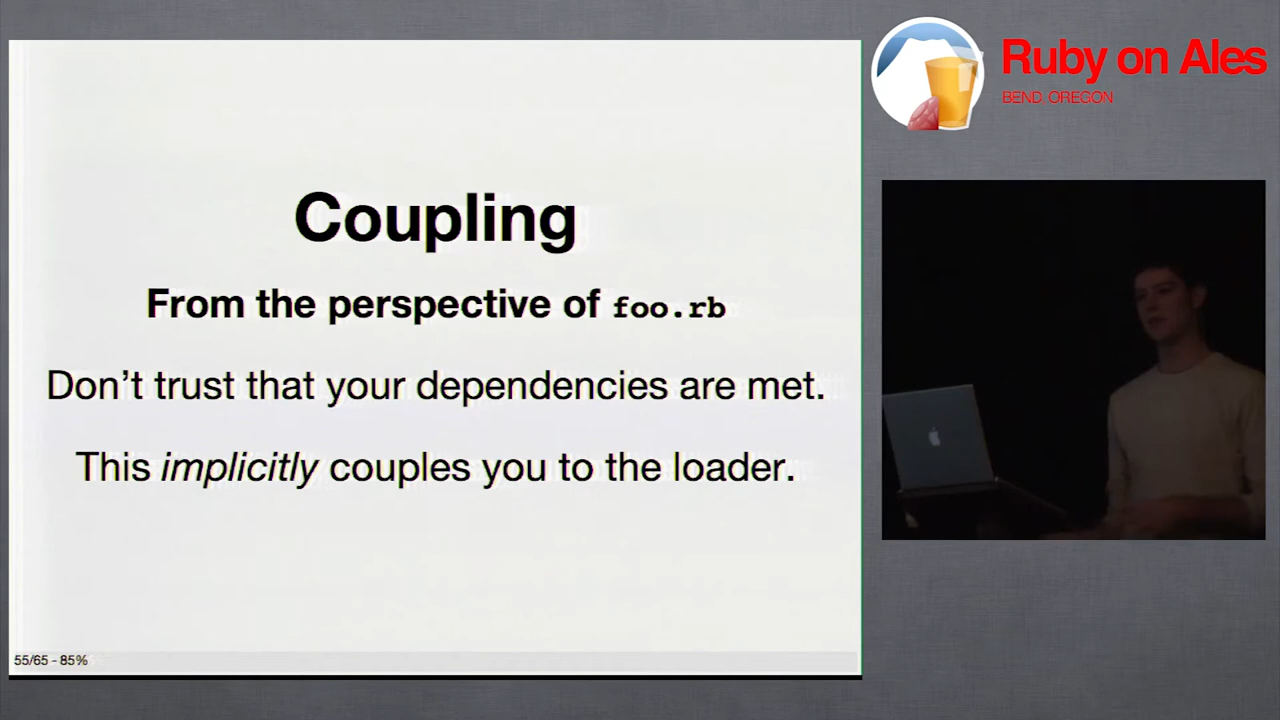 Coupling
From the perspective of foo.rb
Don't trust that your dependencies are met.
This implicitly couples you to the loader.
55/65 - 85%
Ruby on Ales
BEND, OREGON